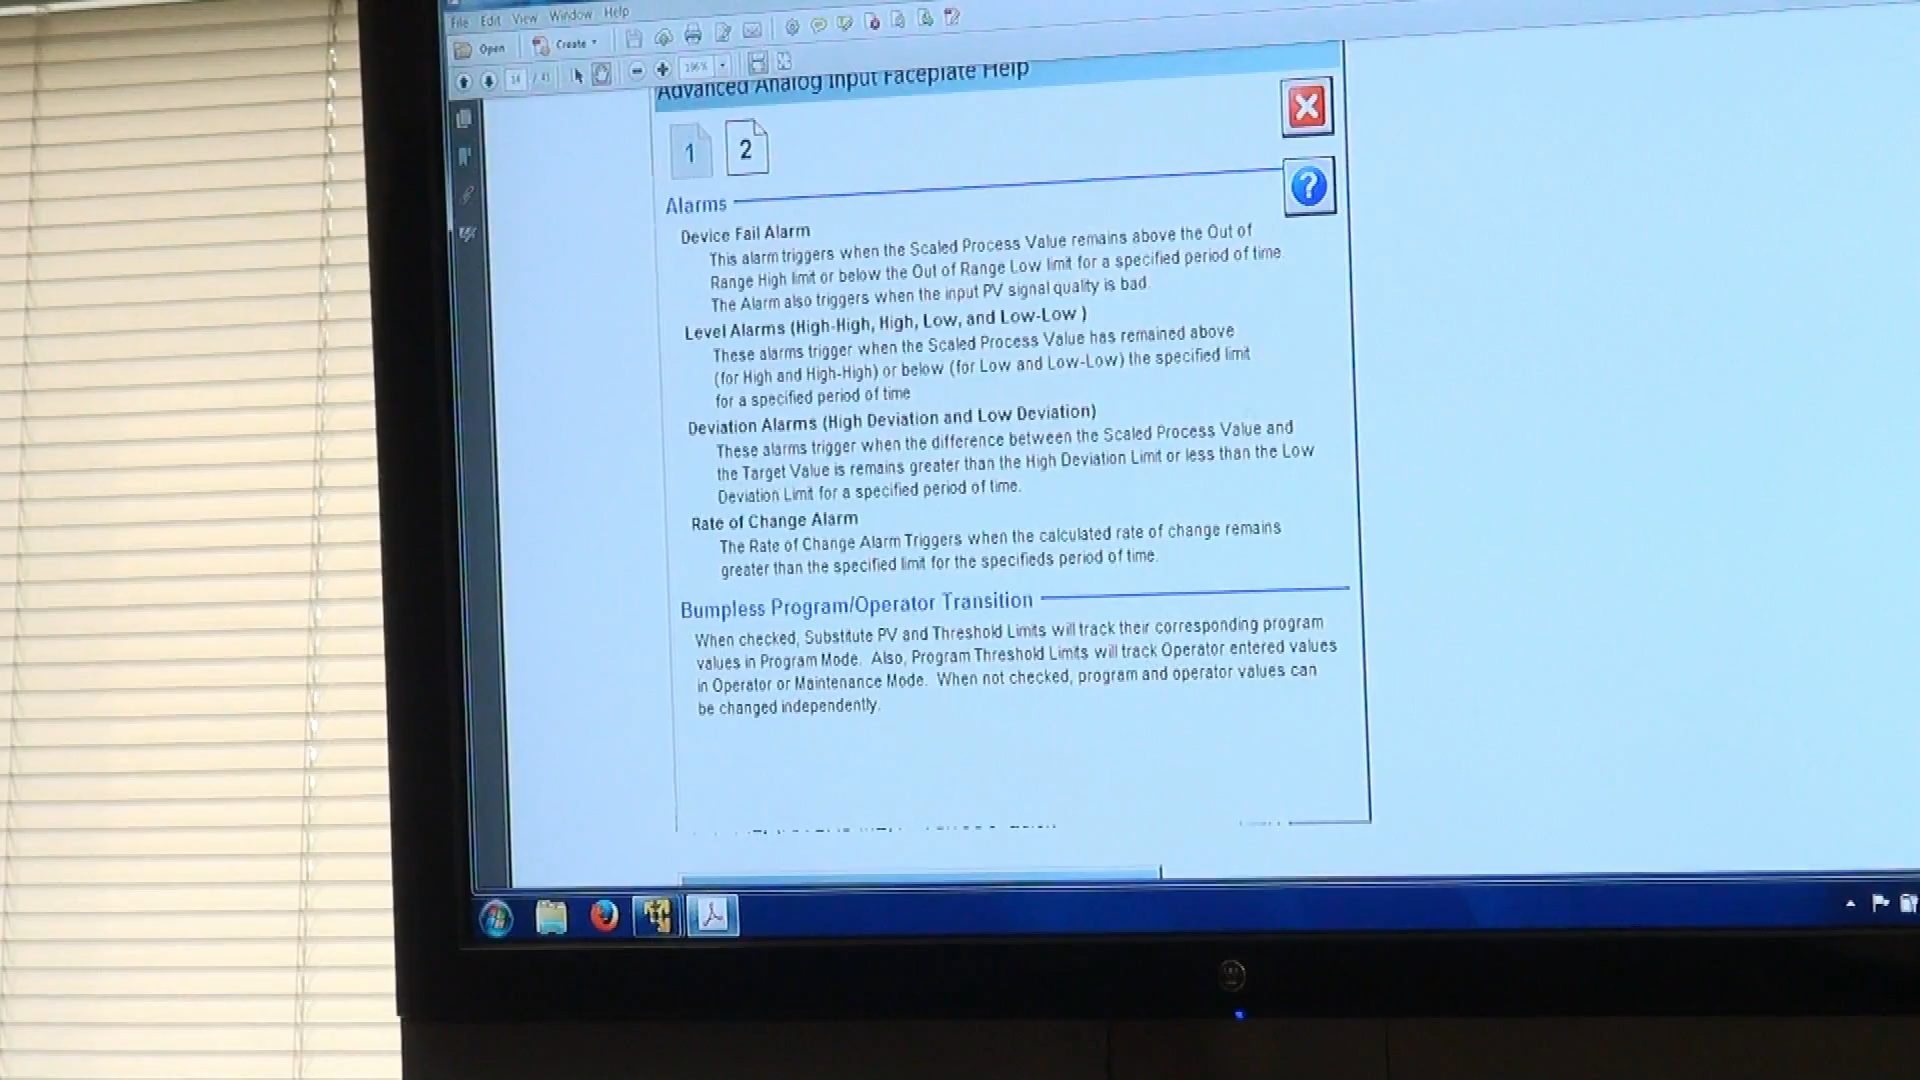 File Edit View Window Help
Open Create
14 / 43 196%
Advanced Analog Input Faceplate Help
1 2
?
Alarms
Device Fail Alarm
This alarm triggers when the Scaled Process Value remains above the Out of
Range High limit or below the Out of Range Low limit for a specified period of time.
The Alarm also triggers when the input PV signal quality is bad.
Level Alarms (High-High, High, Low, and Low-Low )
These alarms trigger when the Scaled Process Value has remained above
(for High and High-High) or below (for Low and Low-Low) the specified limit
for a specified period of time
Deviation Alarms (High Deviation and Low Deviation)
These alarms trigger when the difference between the Scaled Process Value and
the Target Value is remains greater than the High Deviation Limit or less than the Low
Deviation Limit for a specified period of time.
Rate of Change Alarm
The Rate of Change Alarm Triggers when the calculated rate of change remains
greater than the specified limit for the specifieds period of time.
Bumpless Program/Operator Transition
When checked, Substitute PV and Threshold Limits will track their corresponding program
values in Program Mode. Also, Program Threshold Limits will track Operator entered values
in Operator or Maintenance Mode. When not checked, program and operator values can
be changed independently.